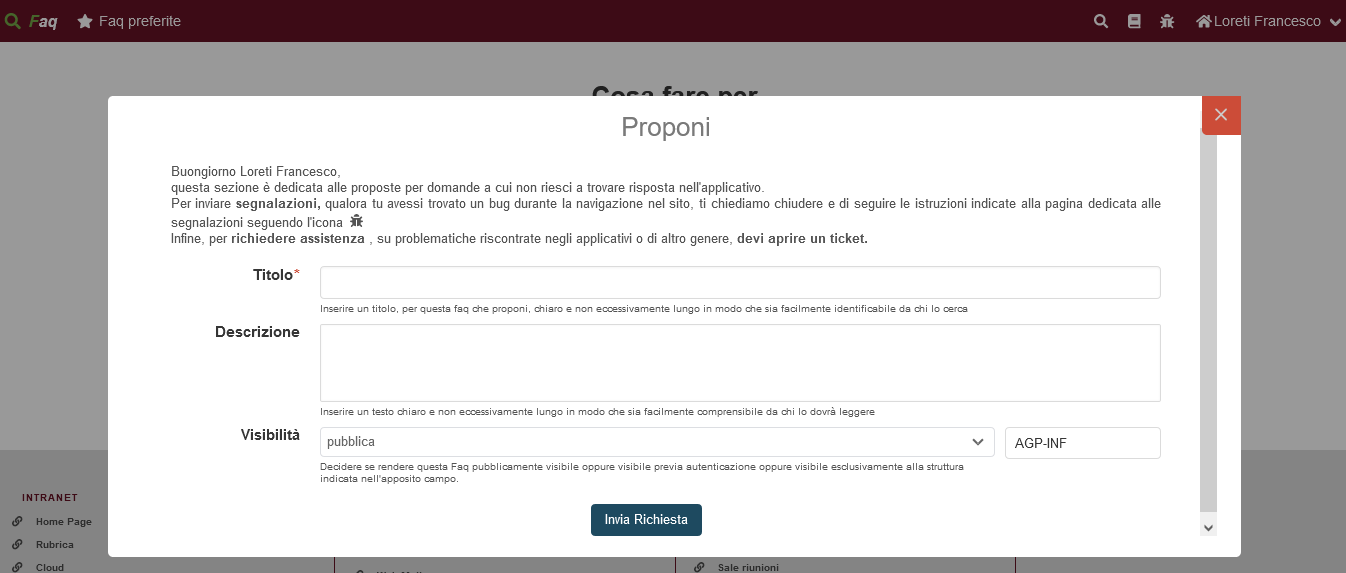 Faq Faq preferite Loreti Francesco
Cosa fare per
Proponi
Buongiorno Loreti Francesco,
questa sezione è dedicata alle proposte per domande a cui non riesci a trovare risposta nell'applicativo.
Per inviare segnalazioni, qualora tu avessi trovato un bug durante la navigazione nel sito, ti chiediamo chiudere e di seguire le istruzioni indicate alla pagina dedicata alle
segnalazioni seguendo l'icona
Infine, per richiedere assistenza , su problematiche riscontrate negli applicativi o di altro genere, devi aprire un ticket.
Titolo*
Inserire un titolo, per questa faq che proponi, chiaro e non eccessivamente lungo in modo che sia facilmente identificabile da chi lo cerca
Descrizione
Inserire un testo chiaro e non eccessivamente lungo in modo che sia facilmente comprensibile da chi lo dovrà leggere
Visibilità pubblica AGP-INF
Decidere se rendere questa Faq pubblicamente visibile oppure visibile previa autenticazione oppure visibile esclusivamente alla struttura
indicata nell'apposito campo.
Invia Richiesta
INTRANET
Home Page
Rubrica
Cloud
Sale riunioni